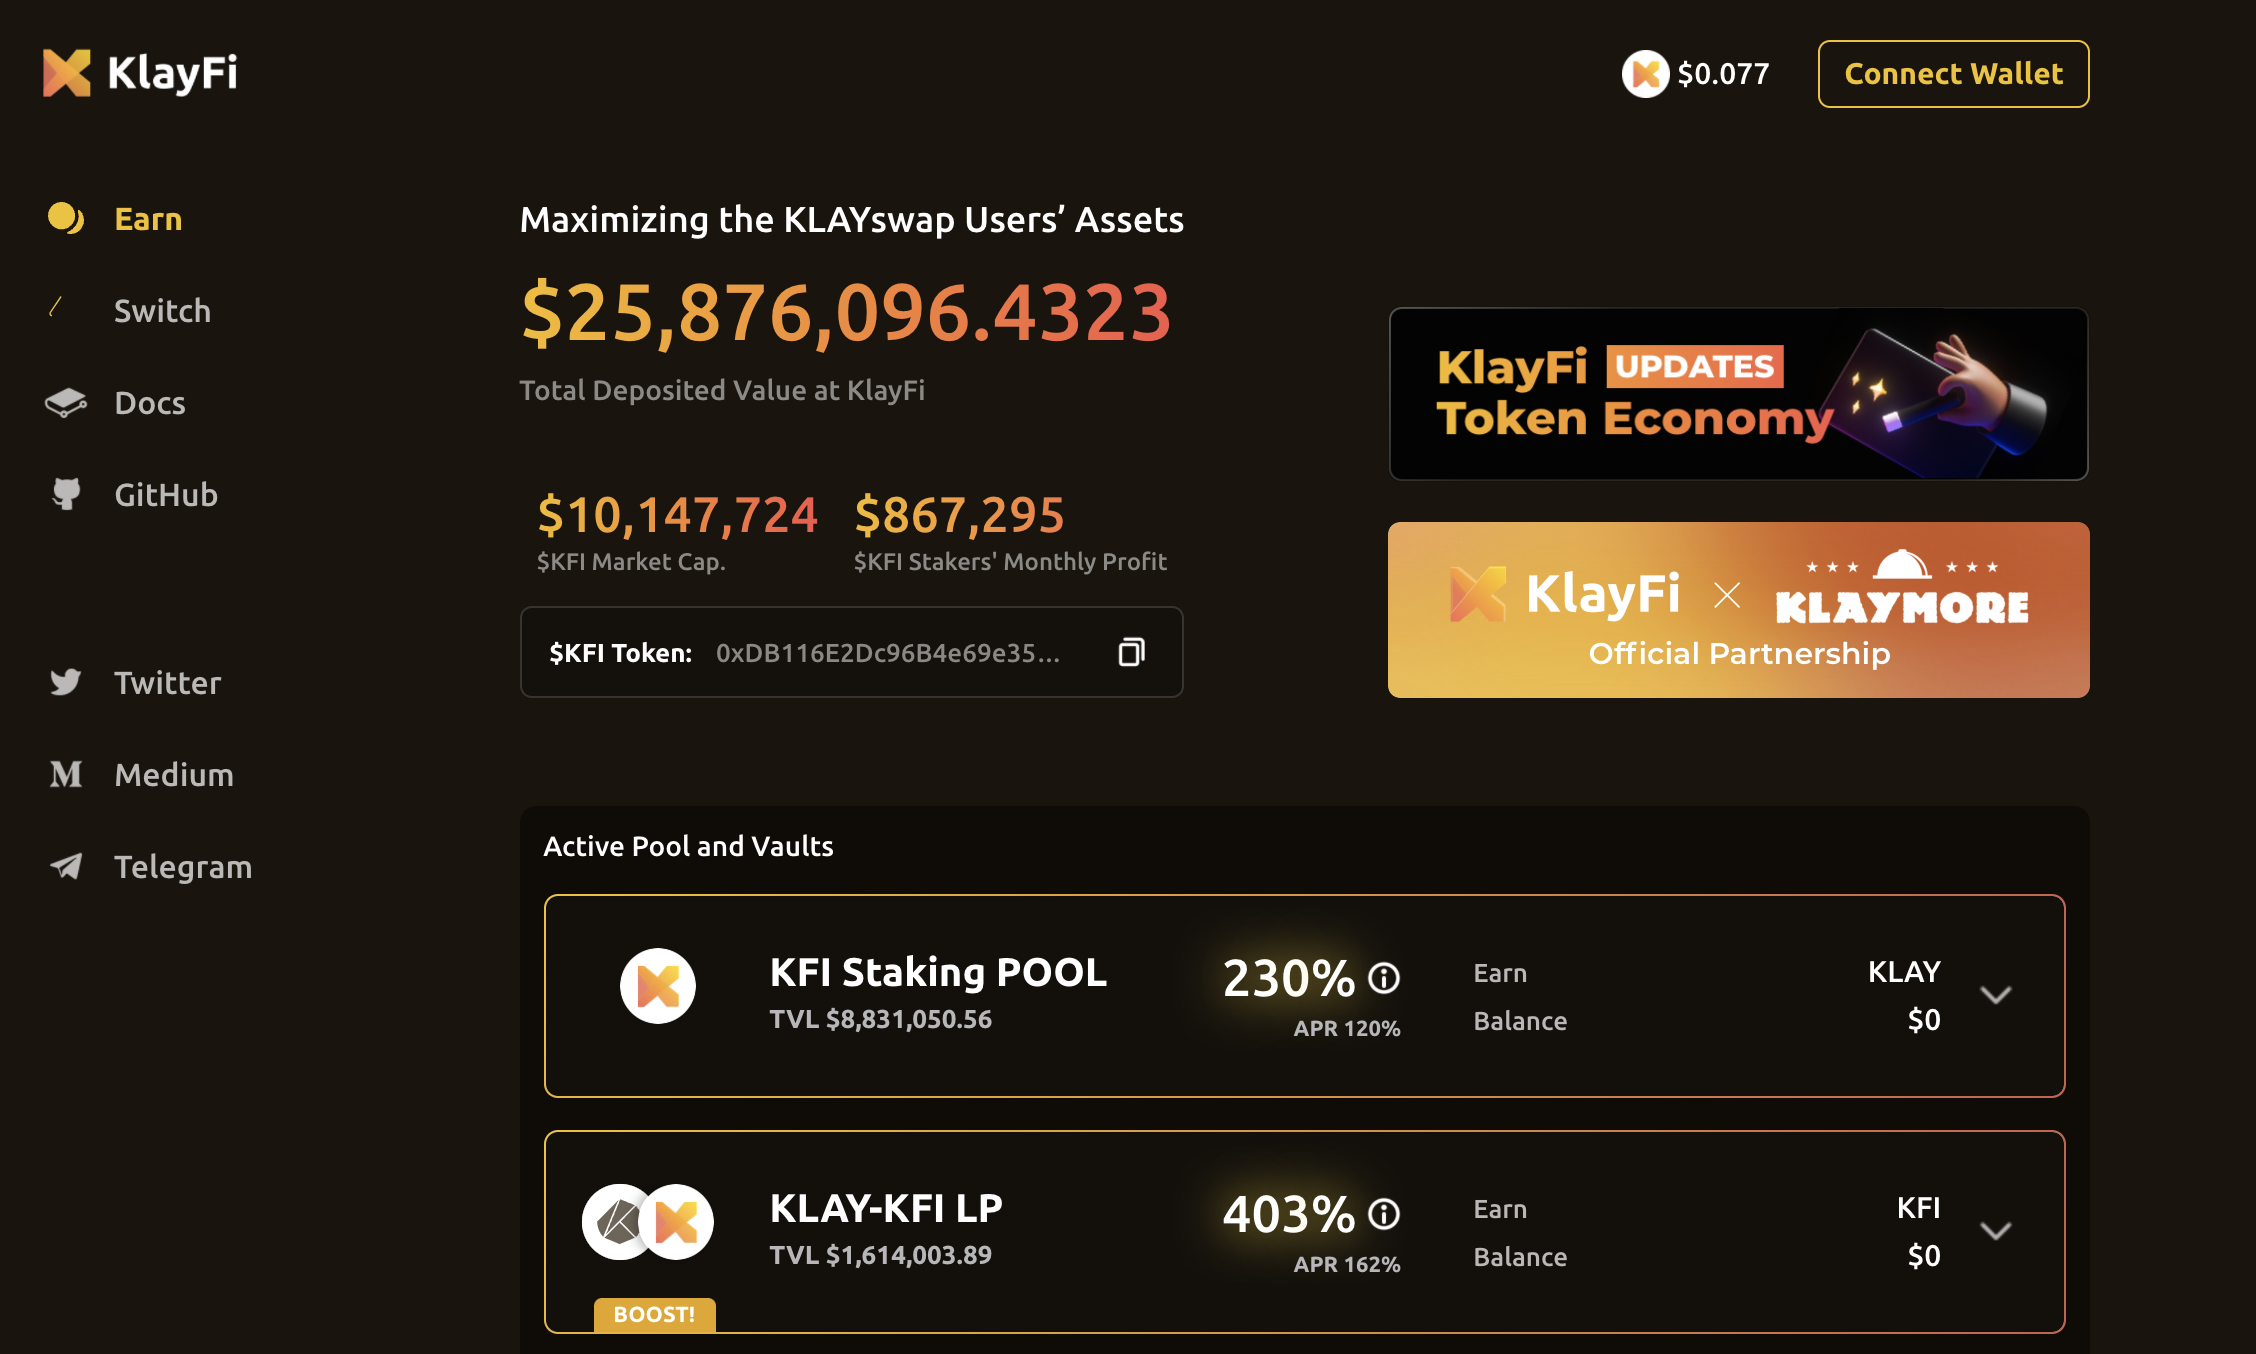 KlayFi
$0.077
Connect Wallet
Earn
Switch
Docs
GitHub
Twitter
Medium
Telegram
Maximizing the KLAYswap Users’ Assets
$25,876,096.4323
Total Deposited Value at KlayFi
$10,147,724
$KFI Market Cap.
$867,295
$KFI Stakers' Monthly Profit
$KFI Token: 0xDB116E2Dc96B4e69e35...
KlayFi UPDATES
Token Economy
KlayFi × KLAYMORE
Official Partnership
Active Pool and Vaults
KFI Staking POOL
TVL $8,831,050.56
230%
APR 120%
Earn KLAY
Balance $0
KLAY-KFI LP
TVL $1,614,003.89
403%
APR 162%
Earn KFI
Balance $0
BOOST!